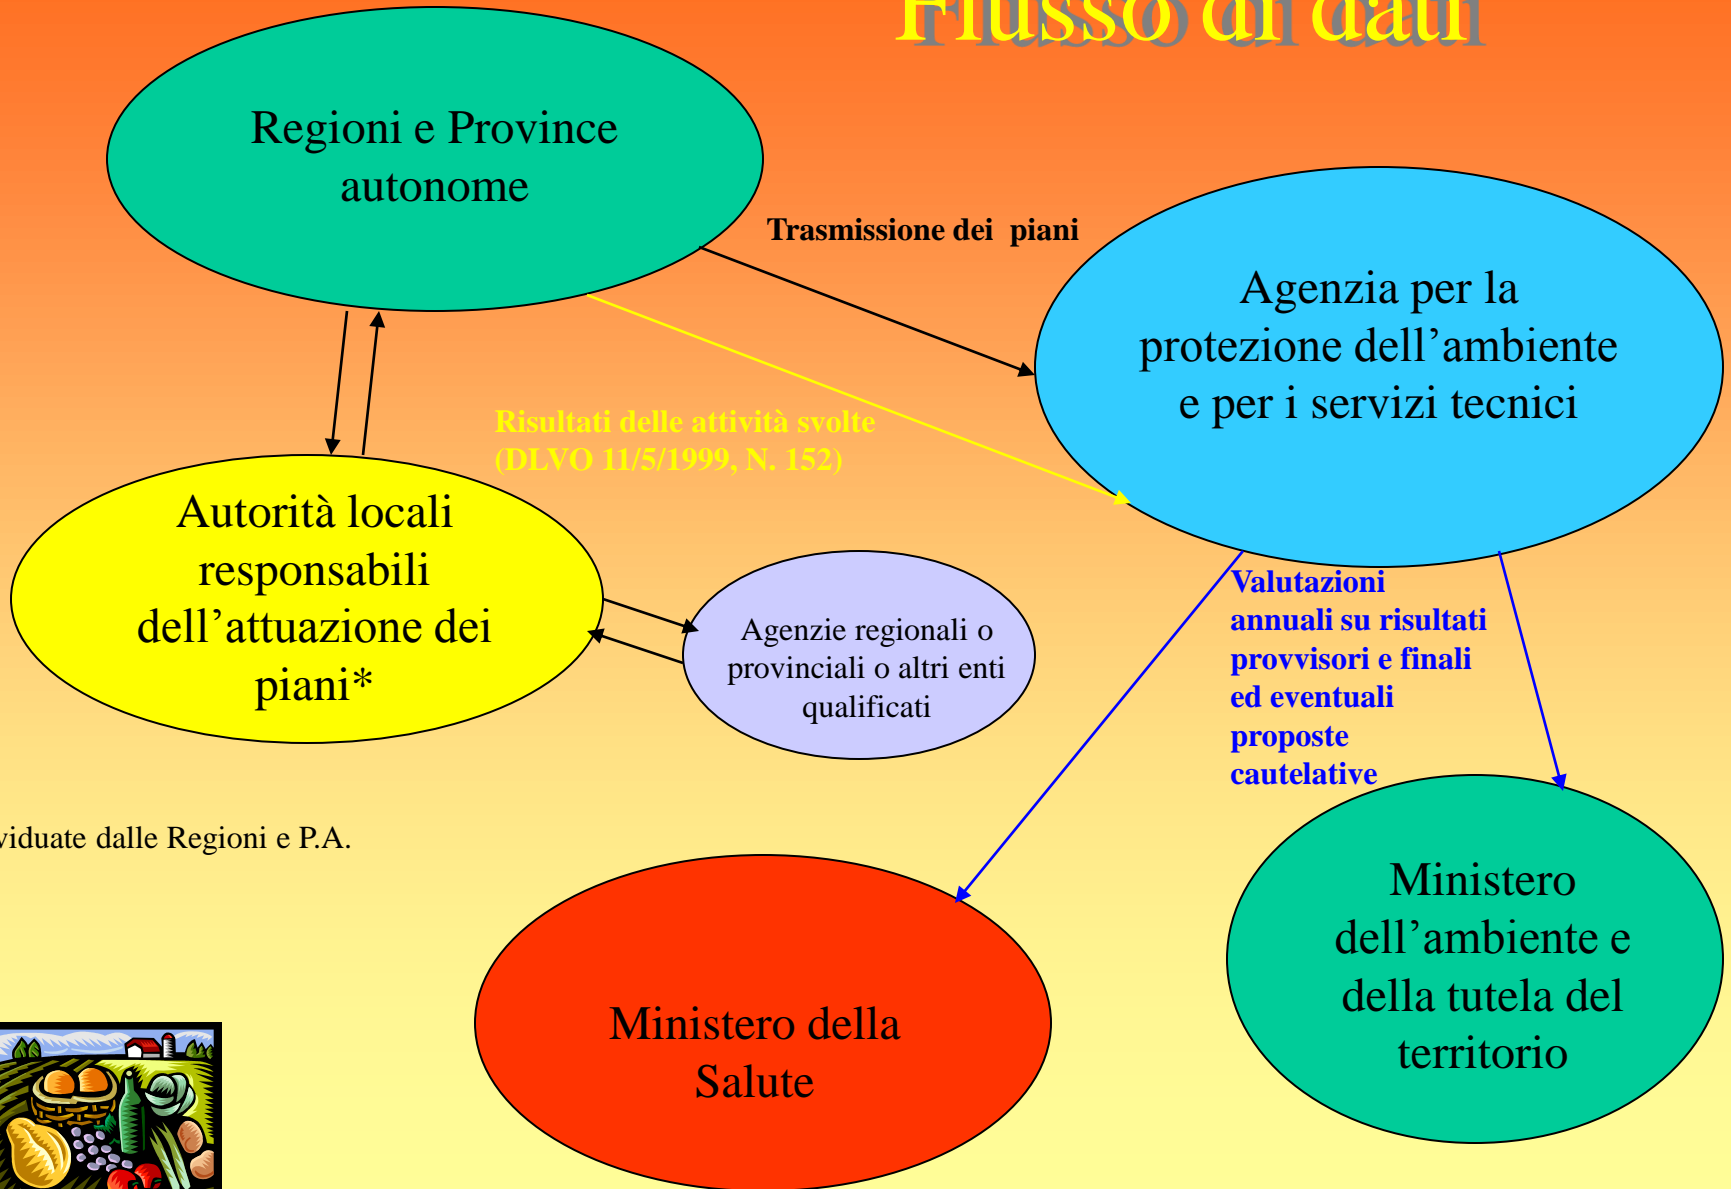 Flusso di dati
Regioni e Province
autonome
Trasmissione dei piani
Agenzia per la
protezione dell’ambiente
e per i servizi tecnici
Risultati delle attività svolte
(DLVO 11/5/1999, N. 152)
Autorità locali
responsabili
dell’attuazione dei
piani*
Agenzie regionali o
provinciali o altri enti
qualificati
Valutazioni
annuali su risultati
provvisori e finali
ed eventuali
proposte
cautelative
viduate dalle Regioni e P.A.
Ministero della
Salute
Ministero
dell’ambiente e
della tutela del
territorio